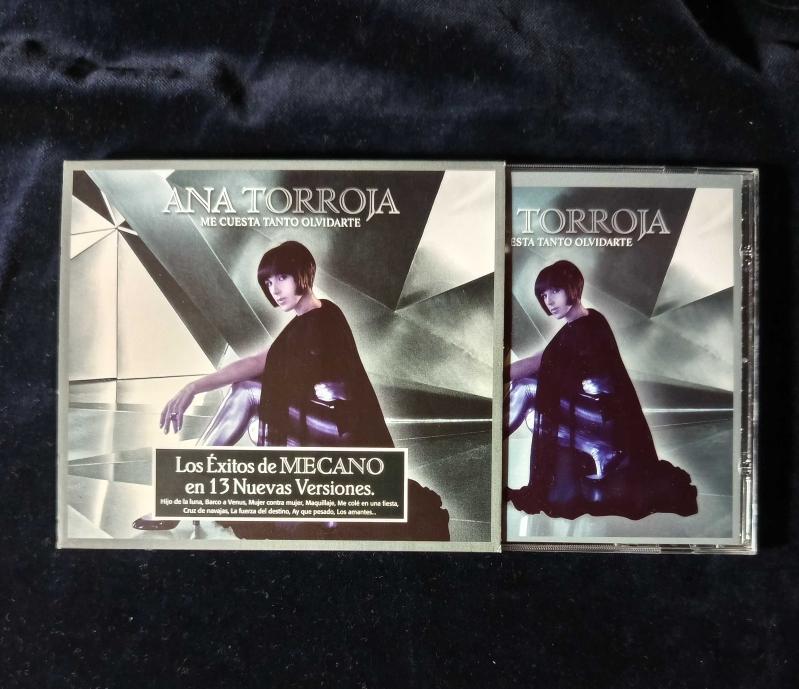 ANA TORROJA
ME CUESTA TANTO OLVIDARTE
Los Éxitos de MECANO
en 13 Nuevas Versiones.
Hijo de la luna, Barco a Venus, Mujer contra mujer, Maquillaje, Me colé en una fiesta,
Cruz de navajas, La fuerza del destino, Ay que pesado, Los amantes...
TORROJA
ESTA TANTO OLVIDARTE